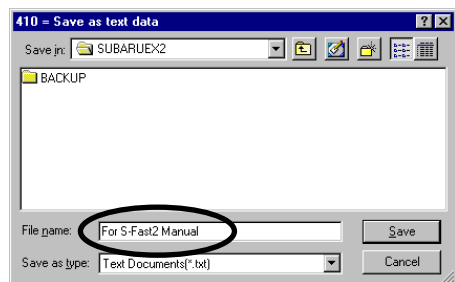 410 = Save as text data
Save in: SUBARUEX2
BACKUP
File name: For S-Fast2 Manual Save
Save as type: Text Documents(*.txt) Cancel